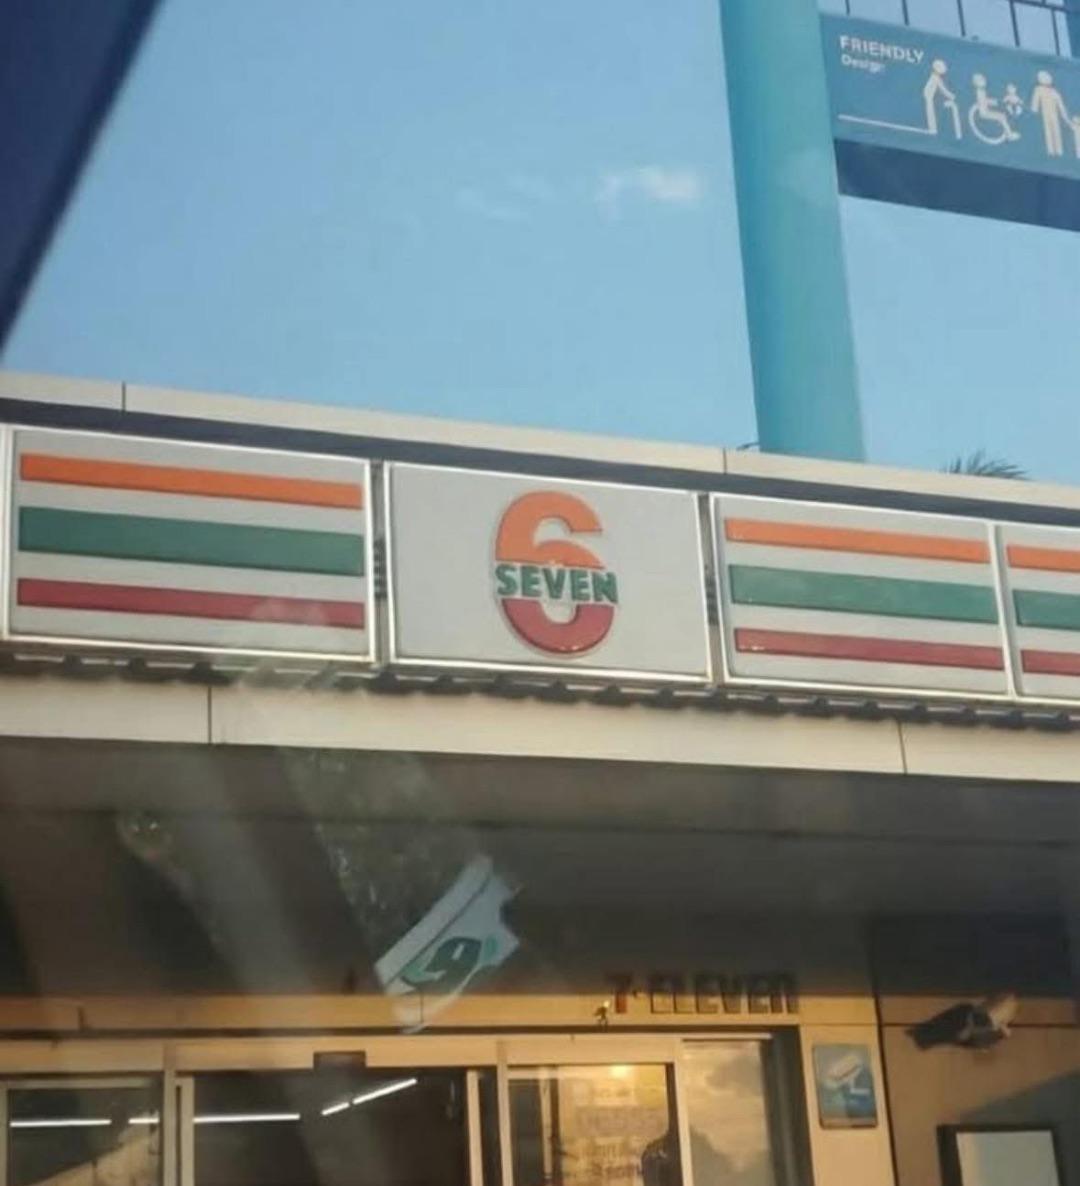 FRIENDLY
Design
6
SEVEN
7-ELEVEn